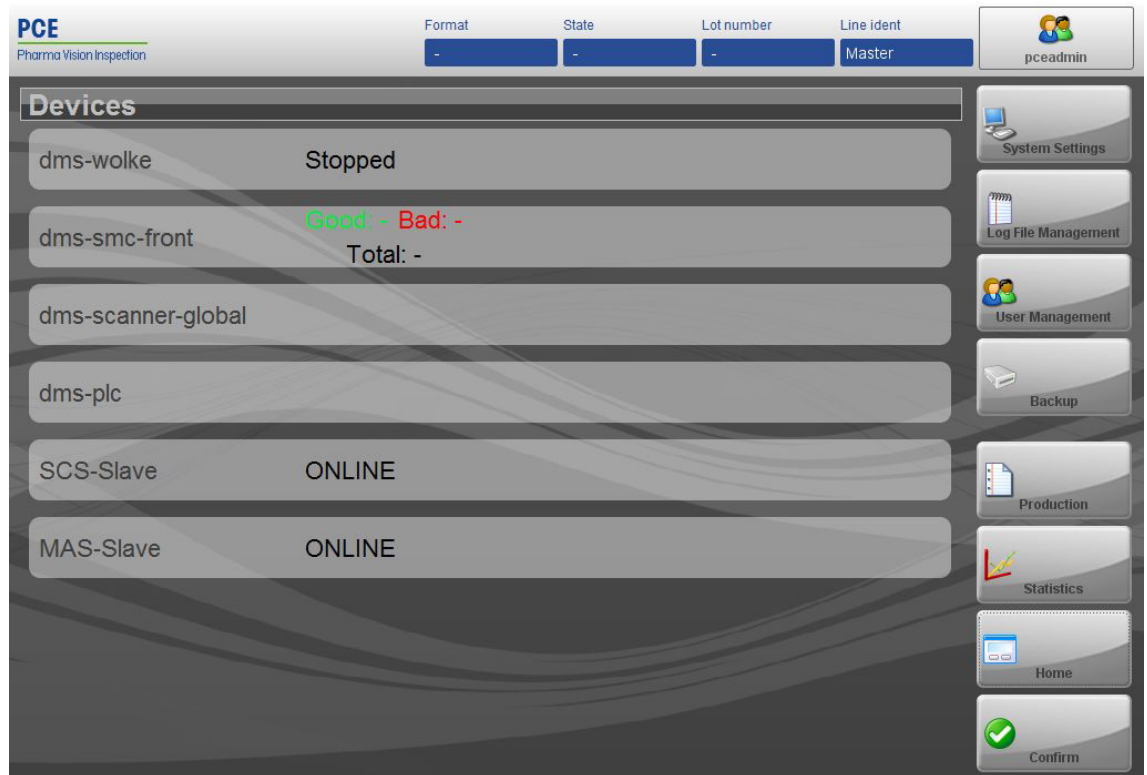 PCE
Pharma Vision Inspection
Format
State
Lot number
Line ident
-
-
-
Master
pceadmin
Devices
dms-wolke
Stopped
dms-smc-front
Good: - Bad: -
Total: -
dms-scanner-global
dms-plc
SCS-Slave
ONLINE
MAS-Slave
ONLINE
System Settings
Log File Management
User Management
Backup
Production
Statistics
Home
Confirm